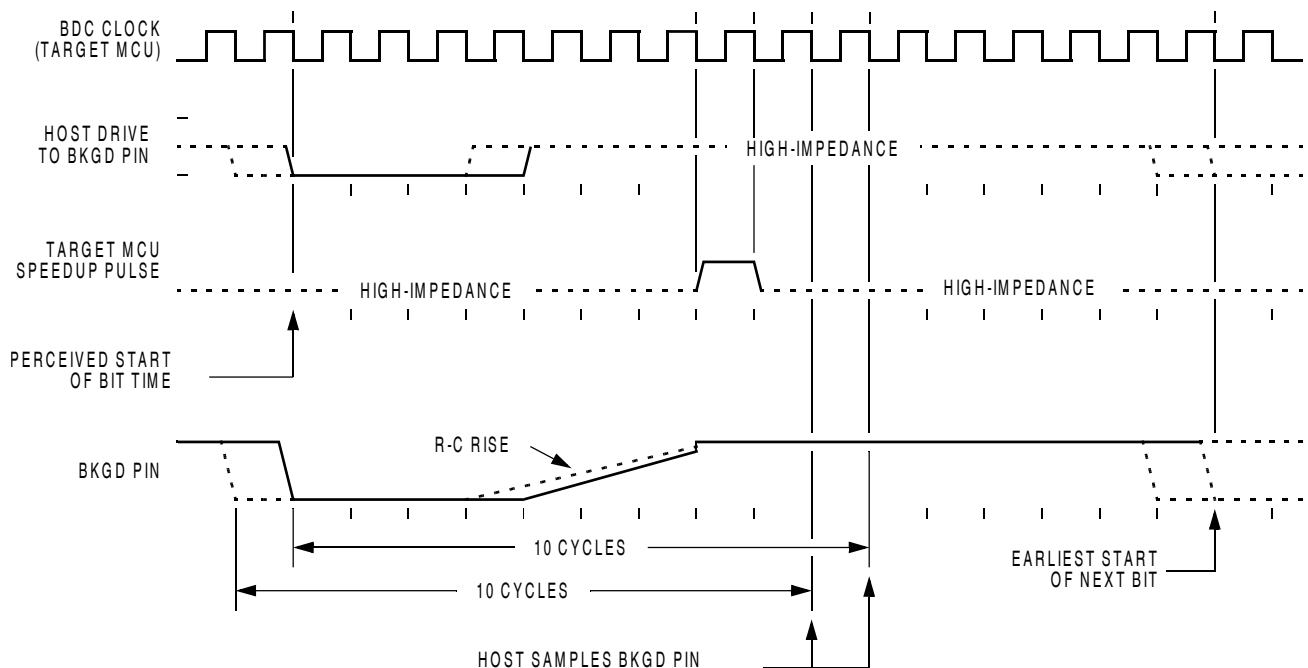 BDC CLOCK
(TARGET MCU)
HOST DRIVE
TO BKGD PIN
HIGH-IMPEDANCE
TARGET MCU
SPEEDUP PULSE
HIGH-IMPEDANCE
HIGH-IMPEDANCE
PERCEIVED START
OF BIT TIME
R-C RISE
BKGD PIN
10 CYCLES
EARLIEST START
OF NEXT BIT
10 CYCLES
HOST SAMPLES BKGD PIN